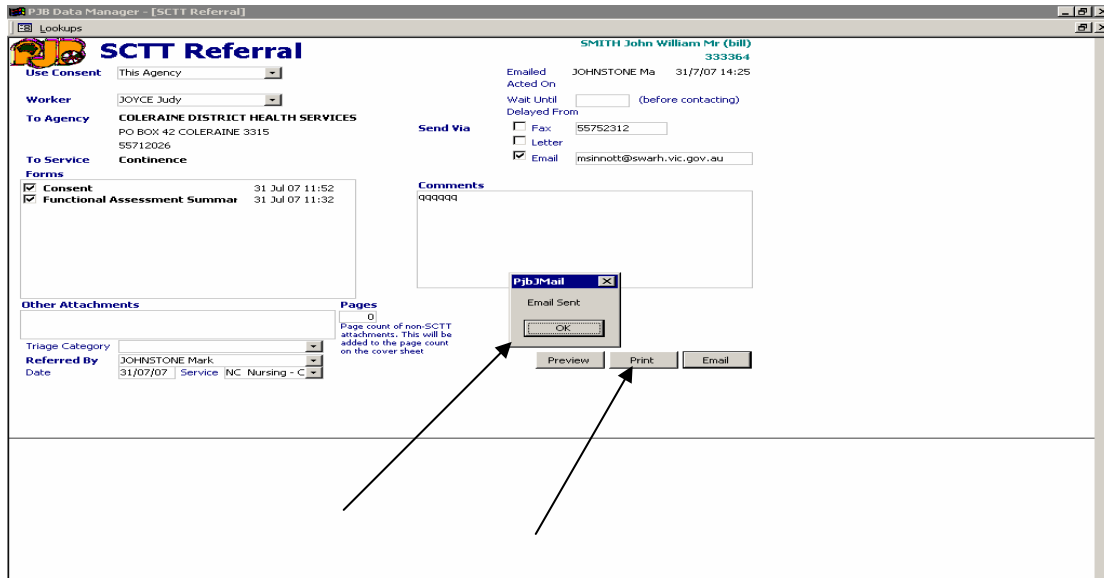 PJB Data Manager - [SCTT Referral]
Lookups
PJB SCTT Referral
SMITH John William Mr (bill)
333364
Use Consent This Agency
Emailed JOHNSTONE Ma 31/7/07 14:25
Acted On
Worker JOYCE Judy
Wait Until (before contacting)
Delayed From
To Agency COLERAINE DISTRICT HEALTH SERVICES
PO BOX 42 COLERAINE 3315
55712026
Send Via Fax 55752312
Letter
Email msinnott@swarh.vic.gov.au
To Service Continence
Forms
Consent 31 Jul 07 11:52
Functional Assessment Summar 31 Jul 07 11:32
Comments
qqqqqq
PjbJMail
Email Sent
OK
Other Attachments
Pages
0
Page count of non-SCTT
attachments. This will be
added to the page count
on the cover sheet
Triage Category
Referred By JOHNSTONE Mark
Date 31/07/07 Service NC Nursing - C
Preview Print Email